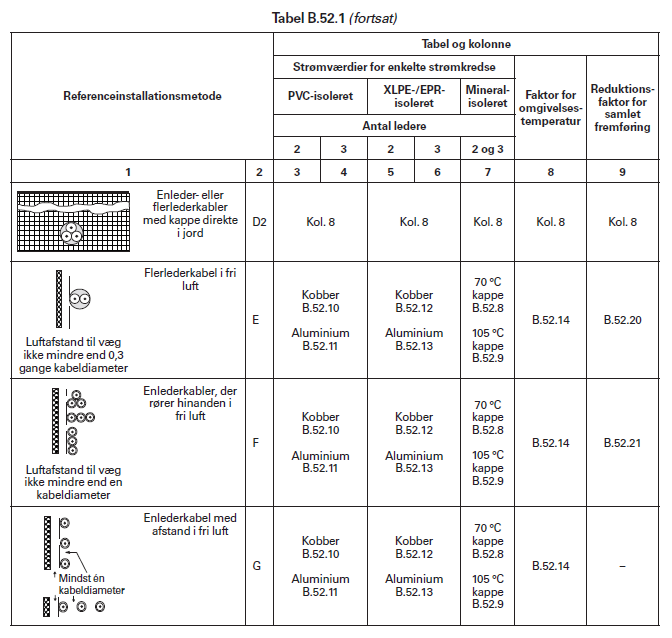 Tabel B.52.1 (fortsat)
Referenceinstallationsmetode
Tabel og kolonne
Strømværdier for enkelte strømkredse
Faktor for
omgivelses-
temperatur
Reduktions-
faktor for
samlet
fremføring
PVC-isoleret
XLPE-/EPR-
isoleret
Mineral-
isoleret
Antal ledere
2
3
2
3
2 og 3
1
2
3
4
5
6
7
8
9
Enleder- eller
flerlederkabler
med kappe direkte
i jord
D2
Kol. 8
Kol. 8
Kol. 8
Kol. 8
Kol. 8
Flerlederkabel i fri
luft
Luftafstand til væg
ikke mindre end 0,3
gange kabeldiameter
E
Kobber
B.52.10
Aluminium
B.52.11
Kobber
B.52.12
Aluminium
B.52.13
70 °C
kappe
B.52.8
105 °C
kappe
B.52.9
B.52.14
B.52.20
Enlederkabler, der
rører hinanden i
fri luft
Luftafstand til væg
ikke mindre end en
kabeldiameter
F
Kobber
B.52.10
Aluminium
B.52.11
Kobber
B.52.12
Aluminium
B.52.13
70 °C
kappe
B.52.8
105 °C
kappe
B.52.9
B.52.14
B.52.21
Enlederkabel med
afstand i fri luft
Mindst én
kabeldiameter
G
Kobber
B.52.10
Aluminium
B.52.11
Kobber
B.52.12
Aluminium
B.52.13
70 °C
kappe
B.52.8
105 °C
kappe
B.52.9
B.52.14
–